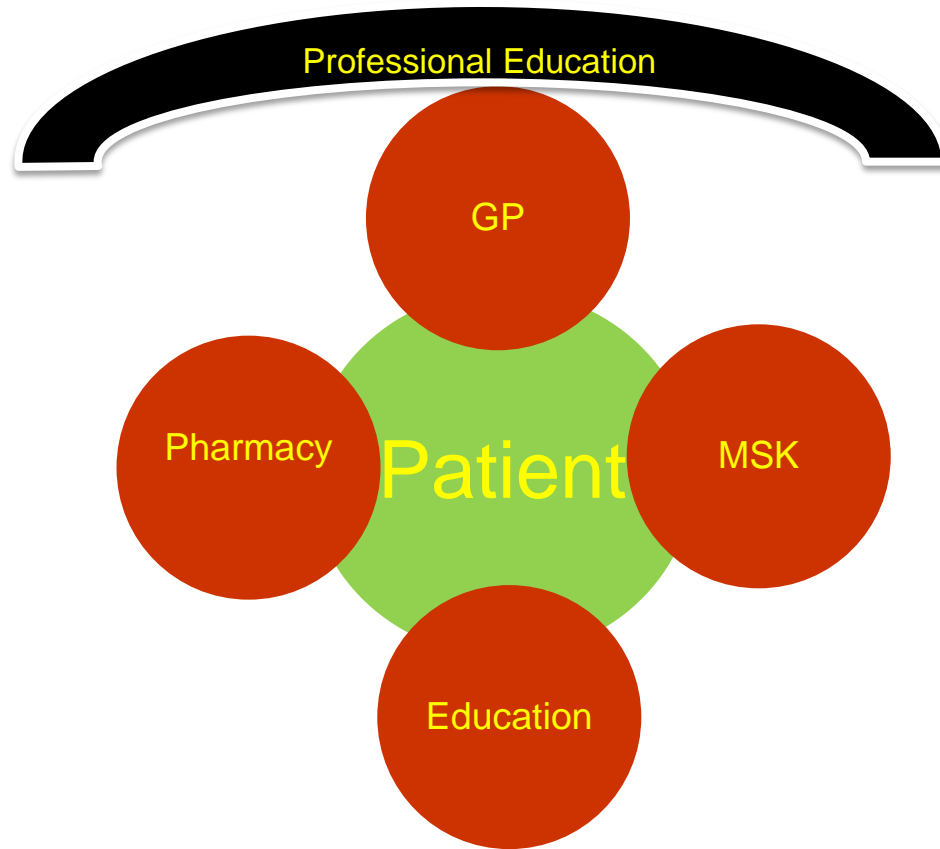 Professional Education
GP
Pharmacy
Patient
MSK
Education